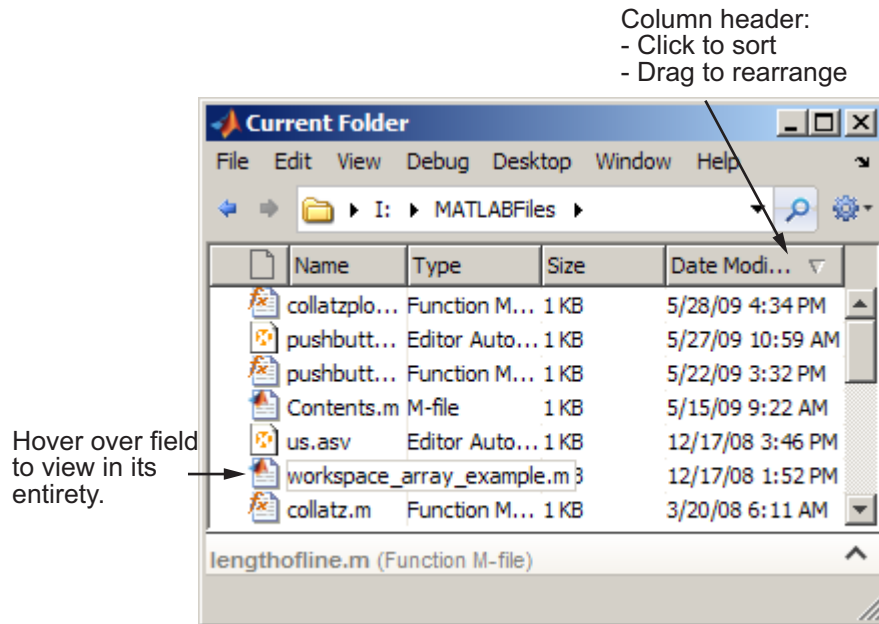 Column header:
- Click to sort
- Drag to rearrange
Current Folder
File Edit View Debug Desktop Window Help
I: MATLABFiles
Name Type Size Date Modi...
collatzplo... Function M... 1 KB 5/28/09 4:34 PM
pushbutt... Editor Auto... 1 KB 5/27/09 10:59 AM
pushbutt... Function M... 1 KB 5/22/09 3:32 PM
Contents.m M-file 1 KB 5/15/09 9:22 AM
us.asv Editor Auto... 1 KB 12/17/08 3:46 PM
workspace_array_example.m 12/17/08 1:52 PM
collatz.m Function M... 1 KB 3/20/08 6:11 AM
Hover over field
to view in its
entirety.
lengthofline.m (Function M-file)